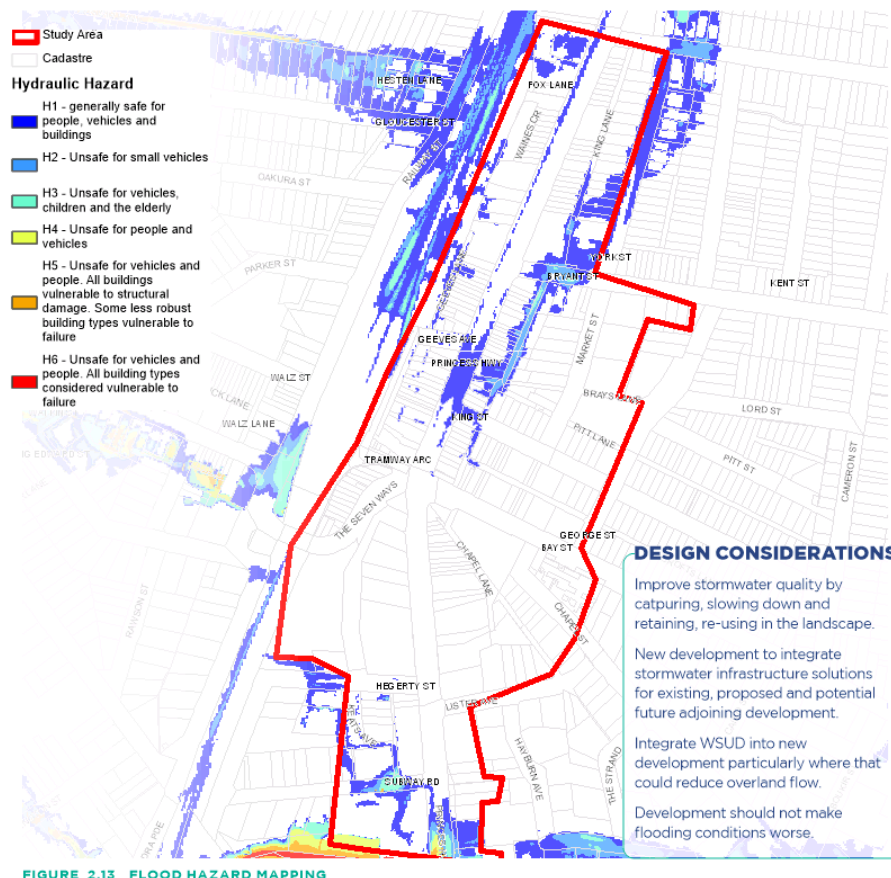 Study Area
Cadastre
Hydraulic Hazard
H1 - generally safe for
people, vehicles and
buildings
H2 - Unsafe for small vehicles
H3 - Unsafe for vehicles,
children and the elderly
H4 - Unsafe for people and
vehicles
H5 - Unsafe for vehicles and
people. All buildings
vulnerable to structural
damage. Some less robust
building types vulnerable to
failure
H6 - Unsafe for vehicles and
people. All building types
considered vulnerable to
failure
HESTEN LANE
GLOUCESTER ST
RAILWAY ST
OAKURA ST
PARKER ST
FOX LANE
WAINES CR
KING LANE
YORK ST
BRYANT ST
KENT ST
GEEVES AVE
PRINCES HWY
MARKET ST
WALZ ST
WALZ LANE
KING ST
LORD ST
PITT LANE
PITT ST
CAMERON ST
TRAMWAY ARC
THE SEVEN WAYS
GEORGE ST
BAY ST
CHAPEL LANE
CHAPEL ST
RAWSON ST
HEGERTY ST
LISTER AVE
KEATS AVE
SUBWAY RD
HAYBURN AVE
THE STRAND
DESIGN CONSIDERATIONS
Improve stormwater quality by
catpuring, slowing down and
retaining, re-using in the landscape.
New development to integrate
stormwater infrastructure solutions
for existing, proposed and potential
future adjoining development.
Integrate WSUD into new
development particularly where that
could reduce overland flow.
Development should not make
flooding conditions worse.
FIGURE 2.13 FLOOD HAZARD MAPPING